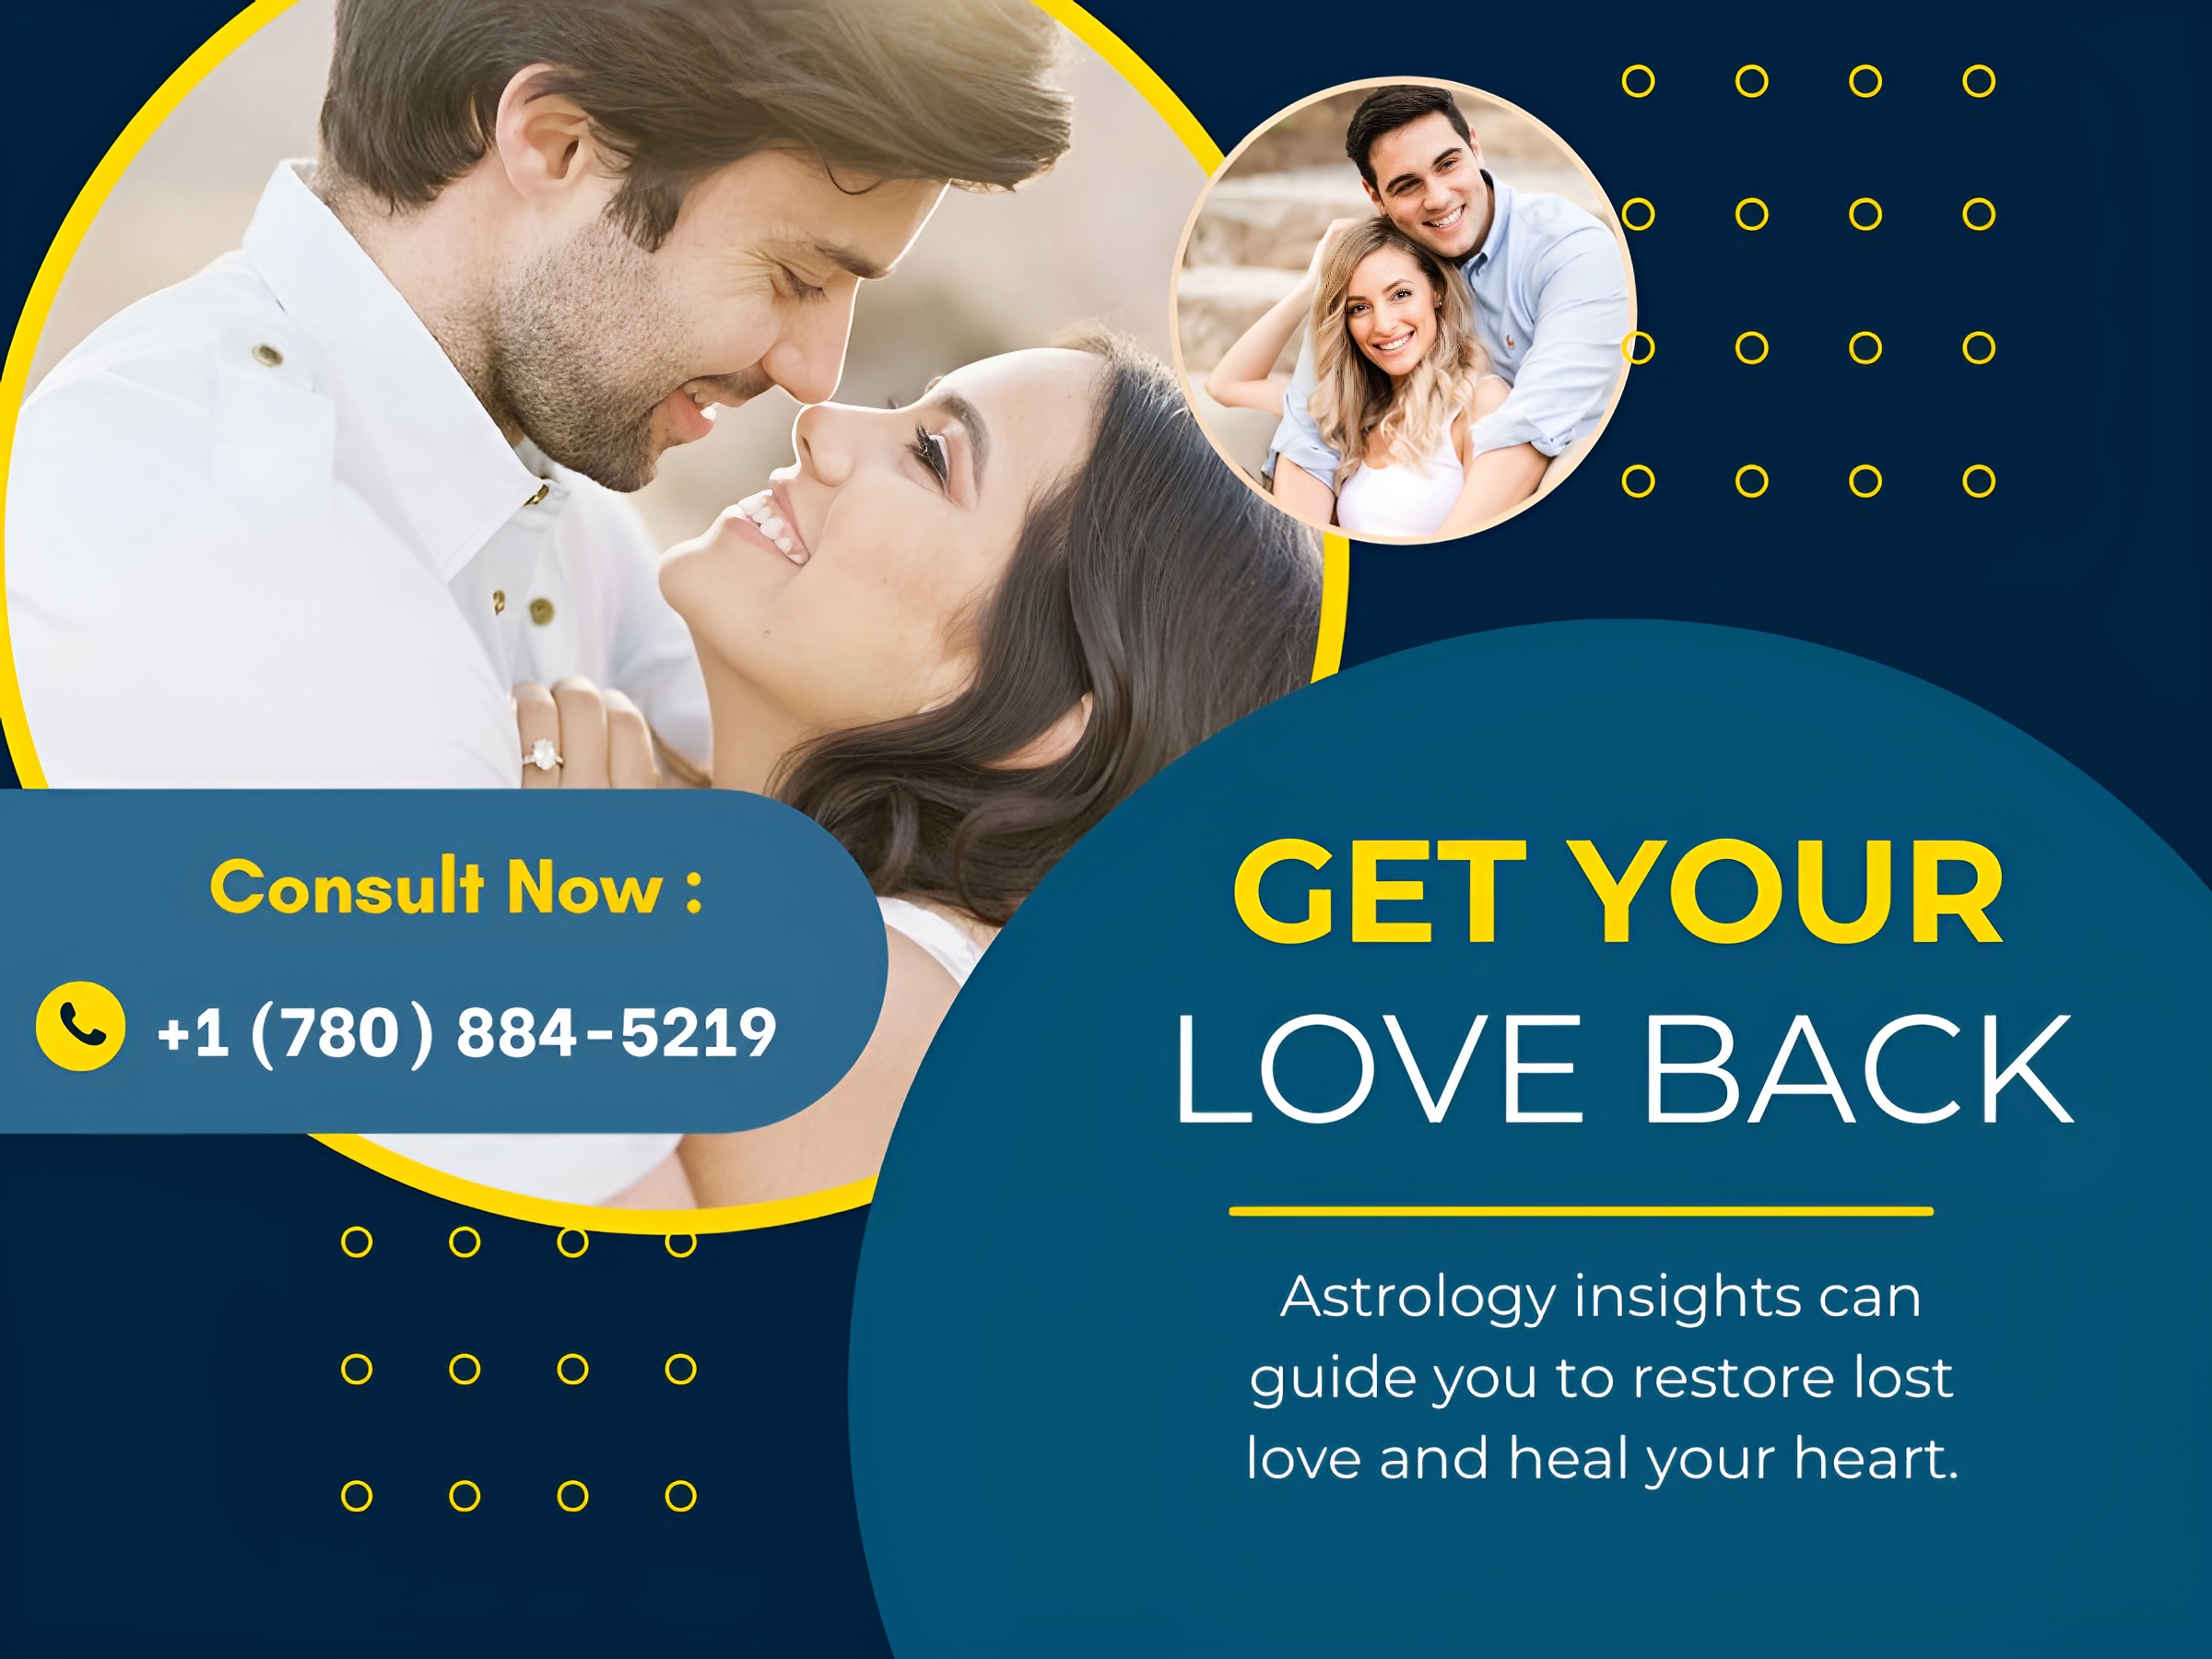 Consult Now :
+1 (780) 884-5219
GET YOUR
LOVE BACK
Astrology insights can
guide you to restore lost
love and heal your heart.